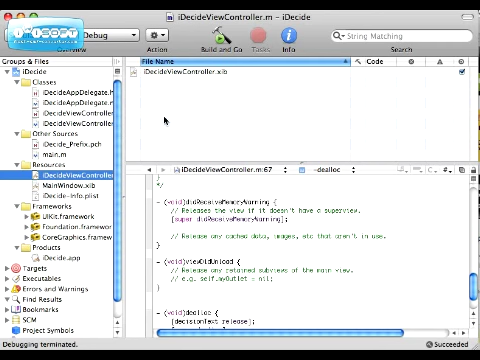 iDecideViewController.m - iDecide
Debug
Overview
Action
Build and Go
Tasks
Info
String Matching
Search
Groups & Files
File Name
Code
iDecide
iDecideViewController.xib
Classes
iDecideAppDelegate.h
iDecideAppDelegate.m
iDecideViewController
iDecideViewController
Other Sources
iDecide_Prefix.pch
main.m
Resources
iDecideViewController
MainWindow.xib
iDecide-Info.plist
Frameworks
UIKit.framework
Foundation.framework
CoreGraphics.framew
Products
iDecide.app
Targets
Executables
Errors and Warnings
Find Results
Bookmarks
SCM
Project Symbols
iDecideViewController.m:67
-dealloc
*/
- (void)didReceiveMemoryWarning {
// Releases the view if it doesn't have a superview.
[super didReceiveMemoryWarning];
// Release any cached data, images, etc that aren't in use.
}
- (void)viewDidUnload {
// Release any retained subviews of the main view.
// e.g. self.myOutlet = nil;
}
- (void)dealloc {
[decisionText release];
Debugging terminated.
Succeeded